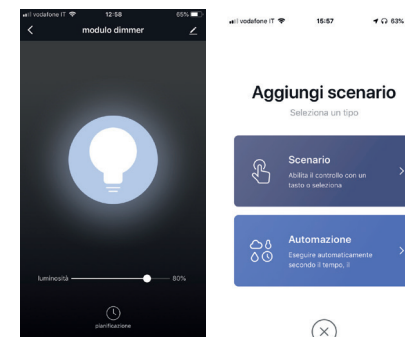 vodafone IT 12:58 65%
modulo dimmer
luminosità 80%
pianificazione
vodafone IT 15:57 63%
Aggiungi scenario
Seleziona un tipo
Scenario
Abilita il controllo con un
tasto o seleziona
Automazione
Eseguire automaticamente
secondo il tempo, il